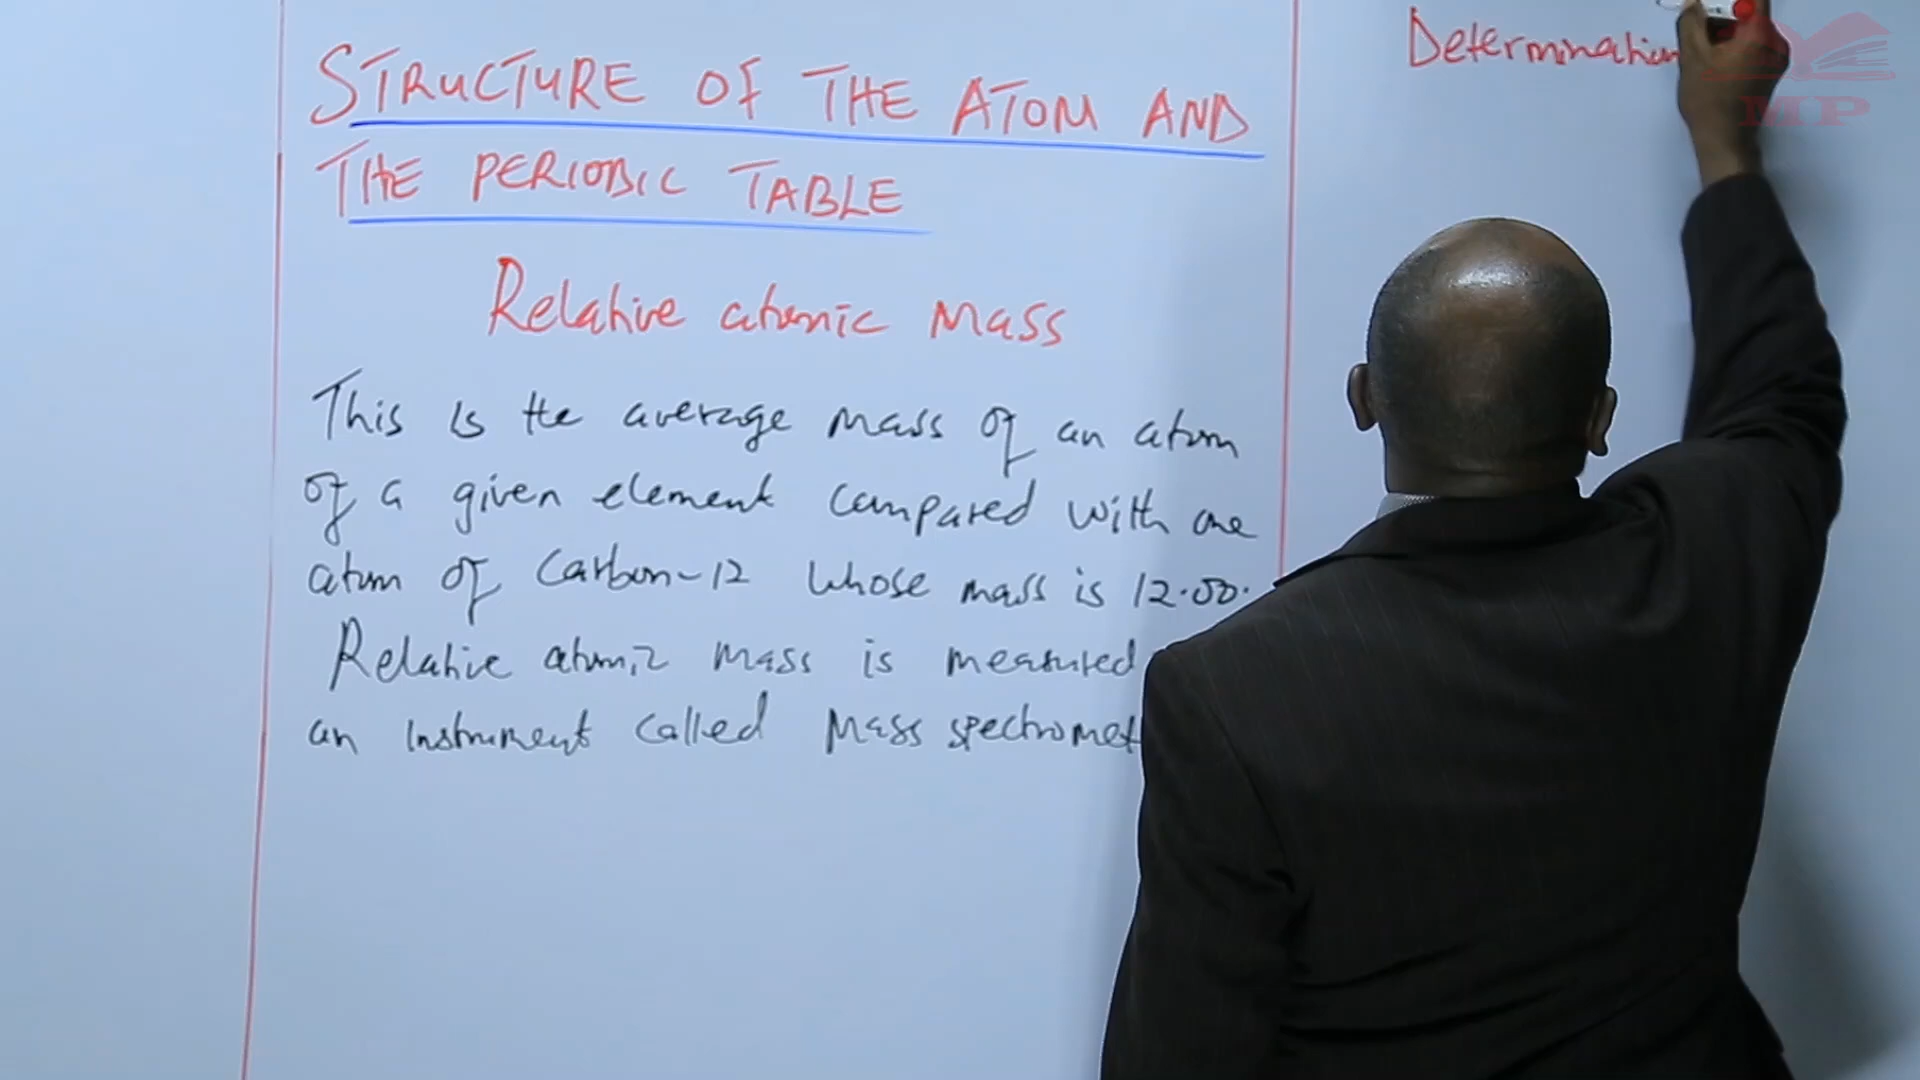 STRUCTURE OF THE ATOM AND
THE PERIODIC TABLE
Relative atomic Mass
This is the average mass of an atom
of a given element compared with one
atom of Carbon-12 whose mass is 12.00.
Relative atomic mass is measured
an instrument called Mass spectromet
Determination
MP